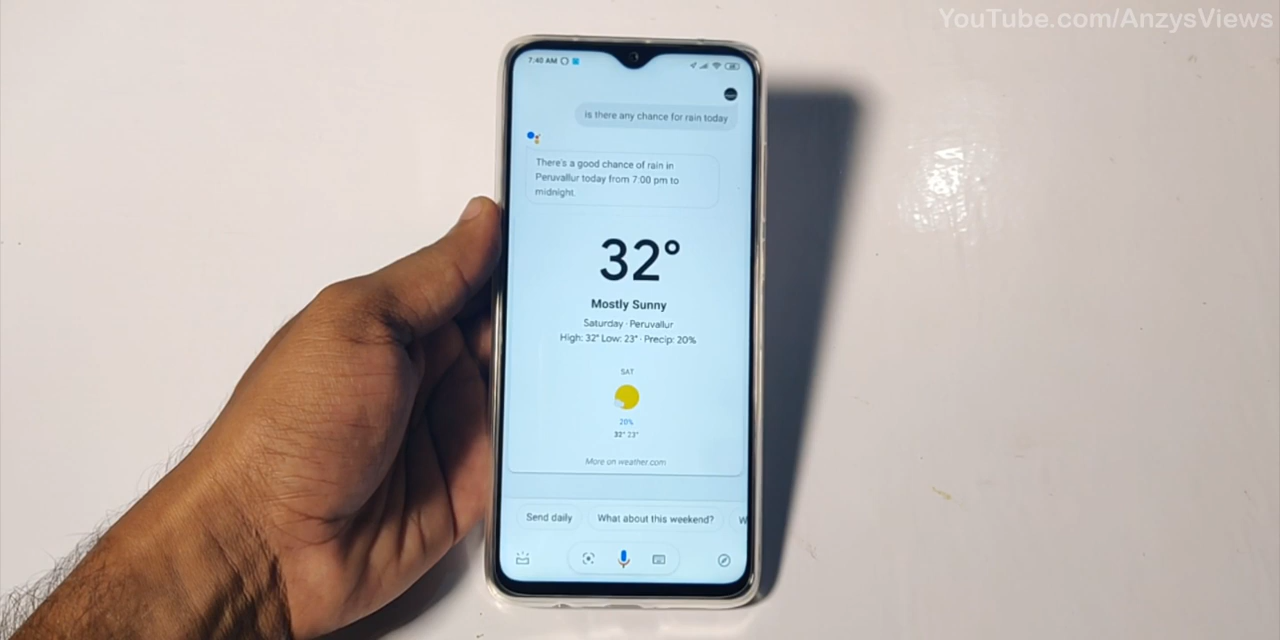 YouTube.com/AnzysViews
7:40 AM
is there any chance for rain today
There's a good chance of rain in
Peruvallur today from 7:00 pm to
midnight.
32°
Mostly Sunny
Saturday · Peruvallur
High: 32° Low: 23° · Precip: 20%
SAT
20%
32° 23°
More on weather.com
Send daily
What about this weekend?
W